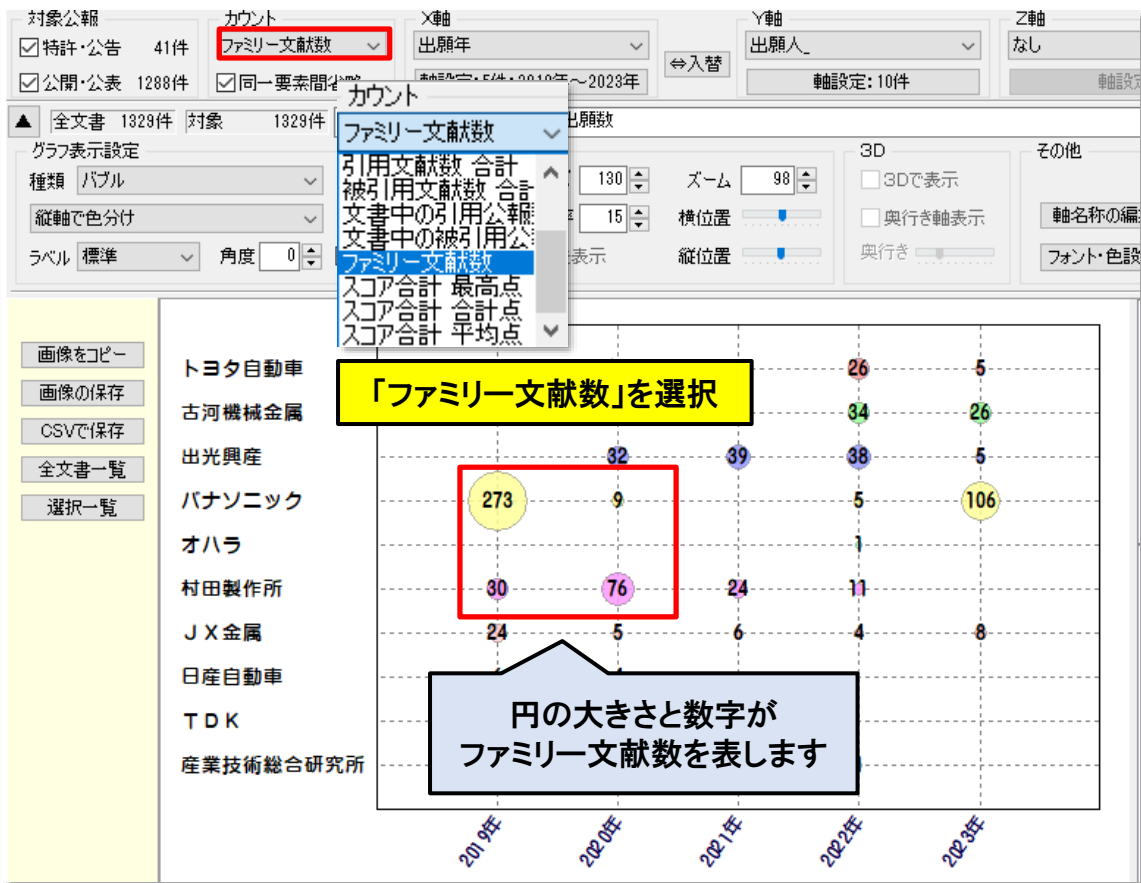 対象公報
カウント
X軸
Y軸
Z軸
特許・公告 41件
ファミリー文献数
出願年
⇔入替
出願人_
なし
公開・公表 1288件
同一要素間
軸設定:10件
全文書 1329件 対象 1329件
出願数
カウント
ファミリー文献数
引用文献数 合計
被引用文献数 合計
文書中の引用公報
文書中の被引用公
ファミリー文献数
スコア合計 最高点
スコア合計 合計点
スコア合計 平均点
グラフ表示設定
3D
その他
種類 バブル
130
ズーム 98
3Dで表示
縦軸で色分け
15
横位置
奥行き軸表示
軸名称の編
ラベル 標準
角度 0
表示
縦位置
奥行き
フォント・色設
画像をコピー
画像の保存
CSVで保存
全文書一覧
選択一覧
「ファミリー文献数」を選択
トヨタ自動車 26 5
古河機械金属 34 26
出光興産 32 39 38 5
パナソニック 273 9 5 106
オハラ 1
村田製作所 30 76 24 11
JX金属 24 5 6 4 8
日産自動車
TDK
産業技術総合研究所
円の大きさと数字が
ファミリー文献数を表します
2019年 2020年 2021年 2022年 2023年